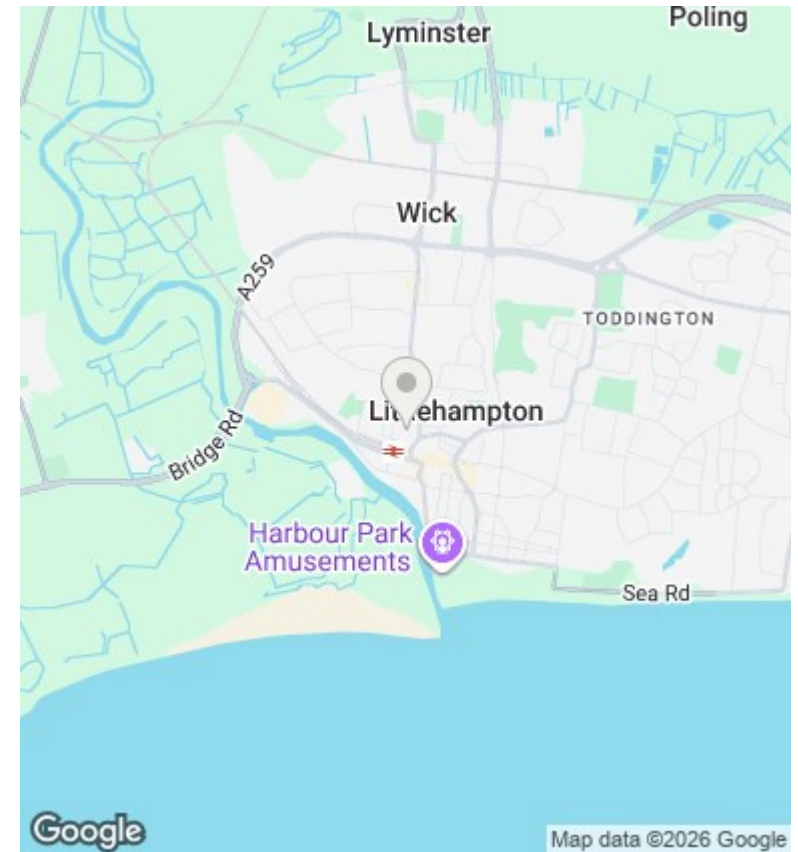 Poling
Lyminster
Wick
A259
TODDINGTON
Littlehampton
Bridge Rd
Harbour Park
Amusements
Sea Rd
Google
Map data ©2026 Google